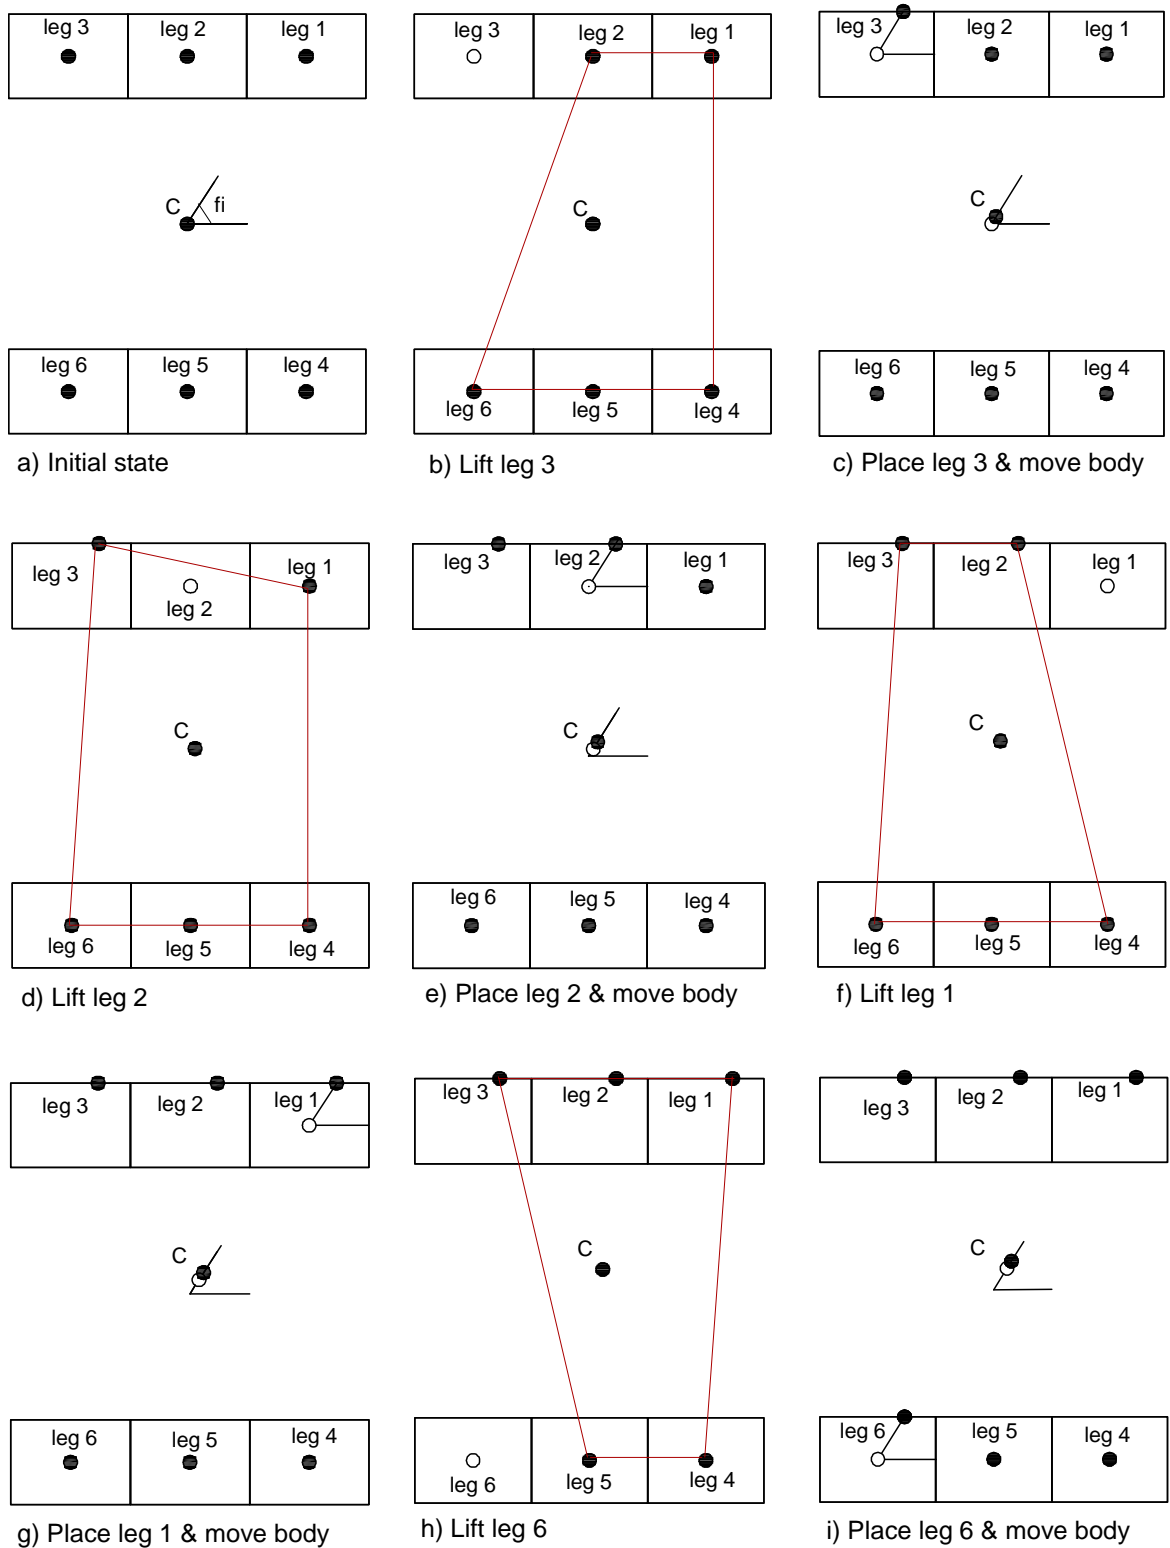 leg 3 leg 2 leg 1
C fi
leg 6 leg 5 leg 4
a) Initial state
leg 3 leg 2 leg 1
C
leg 6 leg 5 leg 4
b) Lift leg 3
leg 3 leg 2 leg 1
C
leg 6 leg 5 leg 4
c) Place leg 3 & move body
leg 3 leg 2 leg 1
C
leg 6 leg 5 leg 4
d) Lift leg 2
leg 3 leg 2 leg 1
C
leg 6 leg 5 leg 4
e) Place leg 2 & move body
leg 3 leg 2 leg 1
C
leg 6 leg 5 leg 4
f) Lift leg 1
leg 3 leg 2 leg 1
C
leg 6 leg 5 leg 4
g) Place leg 1 & move body
leg 3 leg 2 leg 1
C
leg 6 leg 5 leg 4
h) Lift leg 6
leg 3 leg 2 leg 1
C
leg 6 leg 5 leg 4
i) Place leg 6 & move body